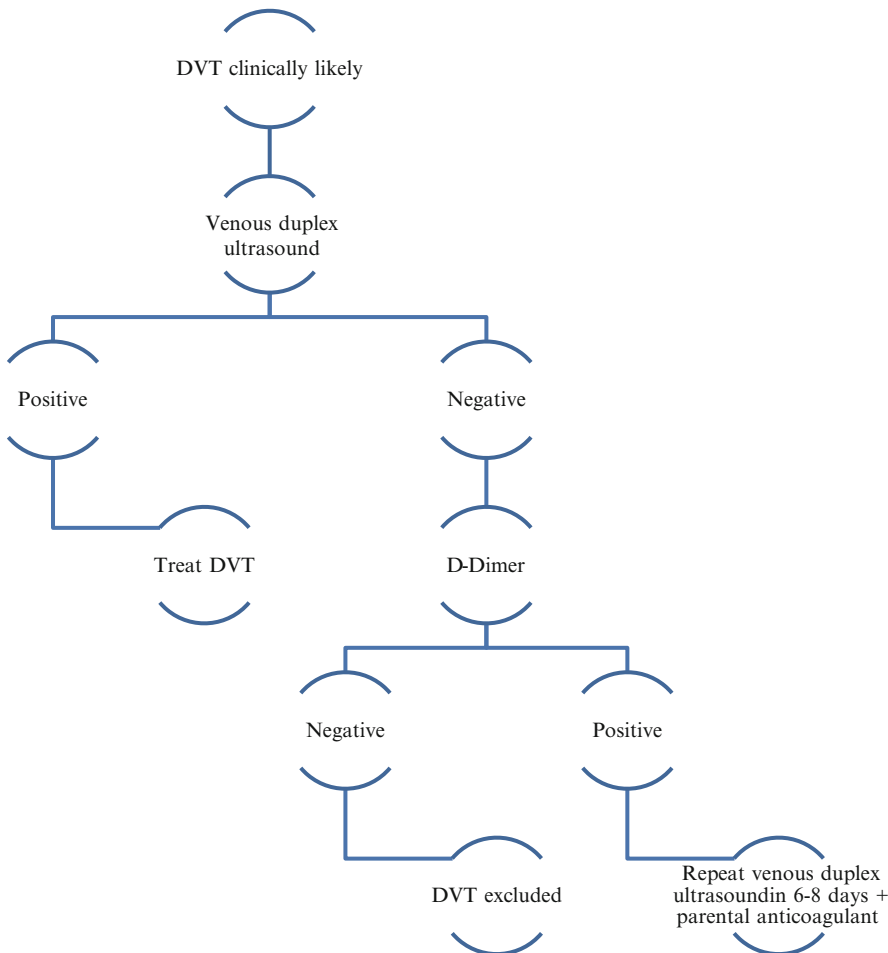 DVT clinically likely
Venous duplex
ultrasound
Positive
Negative
Treat DVT
D-Dimer
Negative
Positive
DVT excluded
Repeat venous duplex
ultrasoundin 6-8 days +
parental anticoagulant